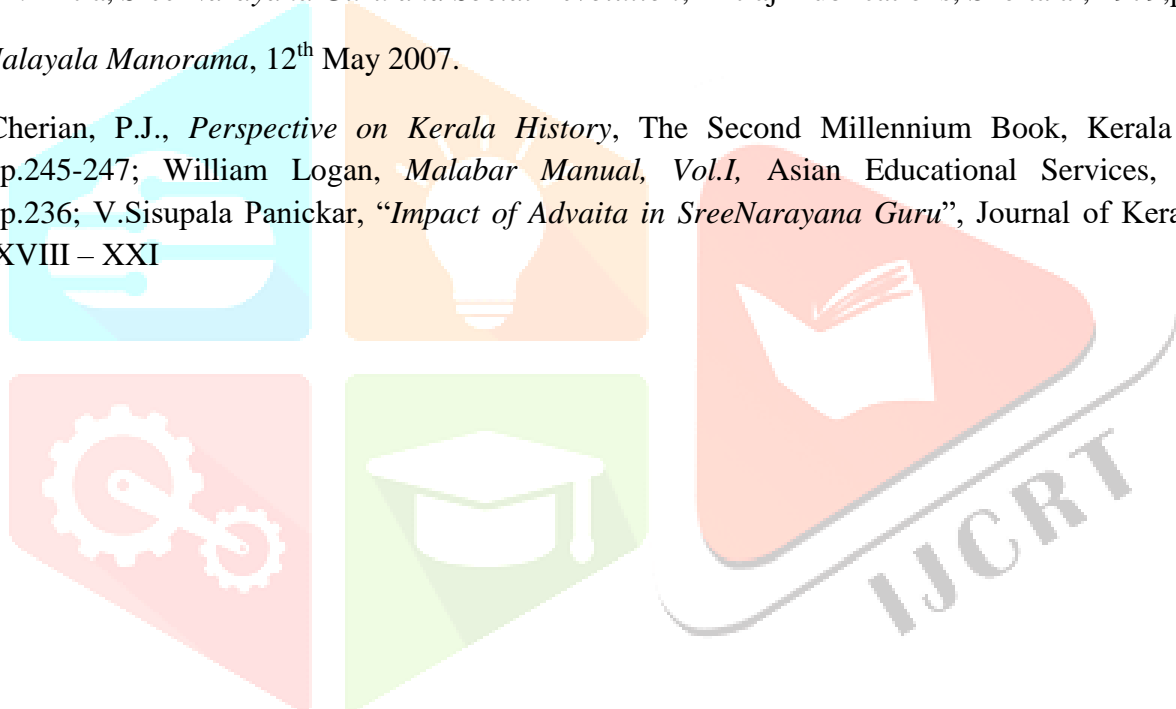 Malayala Manorama, 12th May 2007.
Cherian, P.J., Perspective on Kerala History, The Second Millennium Book, Kerala
pp.245-247; William Logan, Malabar Manual, Vol.I, Asian Educational Services,
pp.236; V.Sisupala Panickar, “Impact of Advaita in SreeNarayana Guru”, Journal of Kera
XVIII – XXI
IJCRT